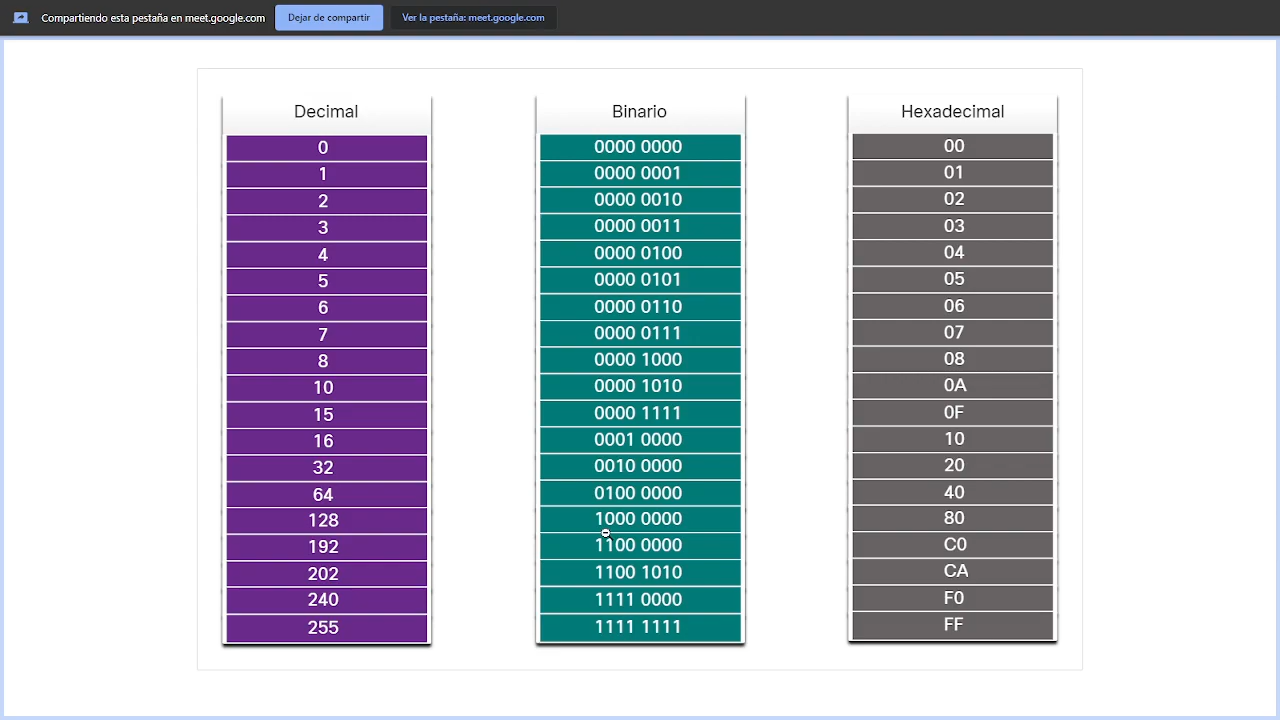 Compartiendo esta pestaña en meet.google.com Dejar de compartir Ver la pestaña: meet.google.com
Decimal Binario Hexadecimal
0 0000 0000 00
1 0000 0001 01
2 0000 0010 02
3 0000 0011 03
4 0000 0100 04
5 0000 0101 05
6 0000 0110 06
7 0000 0111 07
8 0000 1000 08
10 0000 1010 0A
15 0000 1111 0F
16 0001 0000 10
32 0010 0000 20
64 0100 0000 40
128 1000 0000 80
192 1100 0000 C0
202 1100 1010 CA
240 1111 0000 F0
255 1111 1111 FF